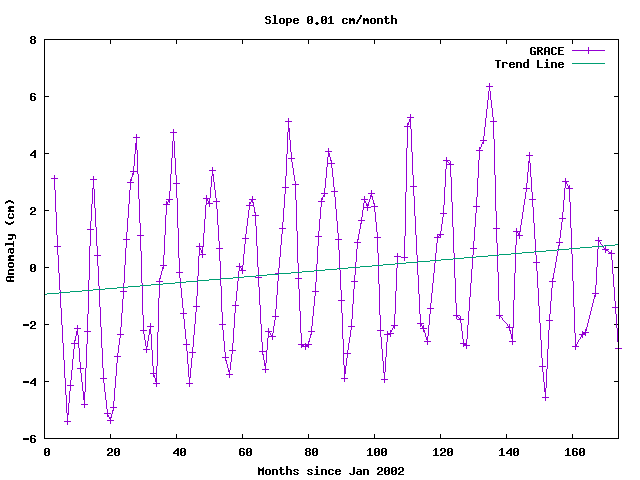 Slope 0.01 cm/month
8
6
4
2
0
-2
-4
-6
Anomaly (cm)
GRACE
Trend Line
0 20 40 60 80 100 120 140 160
Months since Jan 2002